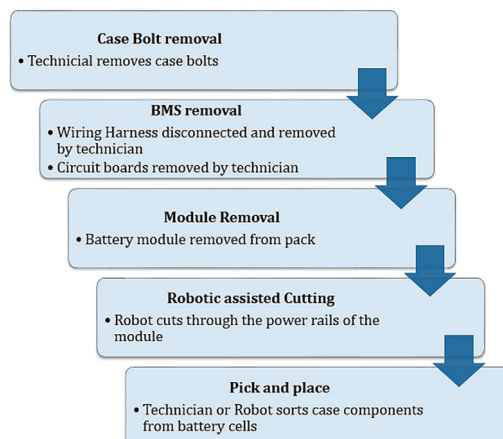 Case Bolt removal
• Technicial removes case bolts
BMS removal
• Wiring Harness disconnected and removed
by technician
• Circuit boards removed by technician
Module Removal
• Battery module removed from pack
Robotic assisted Cutting
• Robot cuts through the power rails of the
module
Pick and place
• Technician or Robot sorts case components
from battery cells